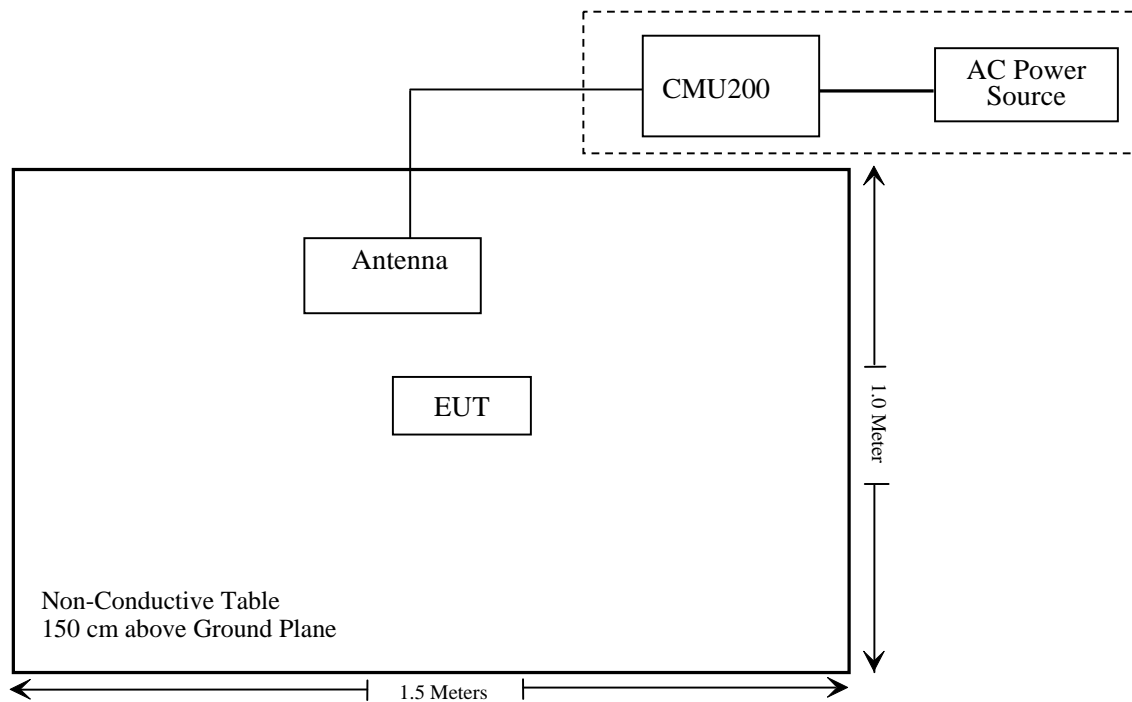 CMU200
AC Power
Source
Antenna
EUT
1.0 Meter
Non-Conductive Table
150 cm above Ground Plane
1.5 Meters